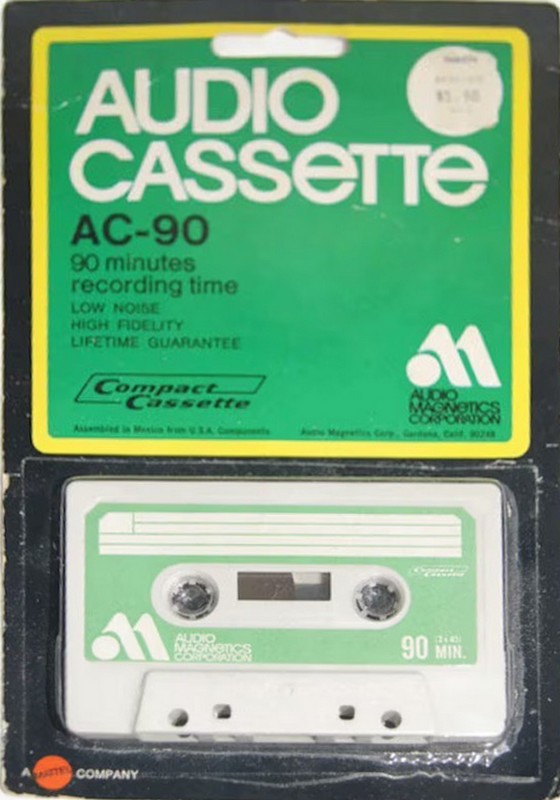 AUDIO
CASSETTE
$1.98
AC-90
90 minutes
recording time
LOW NOISE
HIGH FIDELITY
LIFETIME GUARANTEE
Compact
Cassette
AUDIO
MAGNETICS
CORPORATION
Assembled in Mexico from U.S.A. Components
Audio Magnetics Corp., Gardena, Calif. 90248
Compact
Cassette
AUDIO
MAGNETICS
CORPORATION
90 (2 x 45)
MIN.
A MATTEL COMPANY